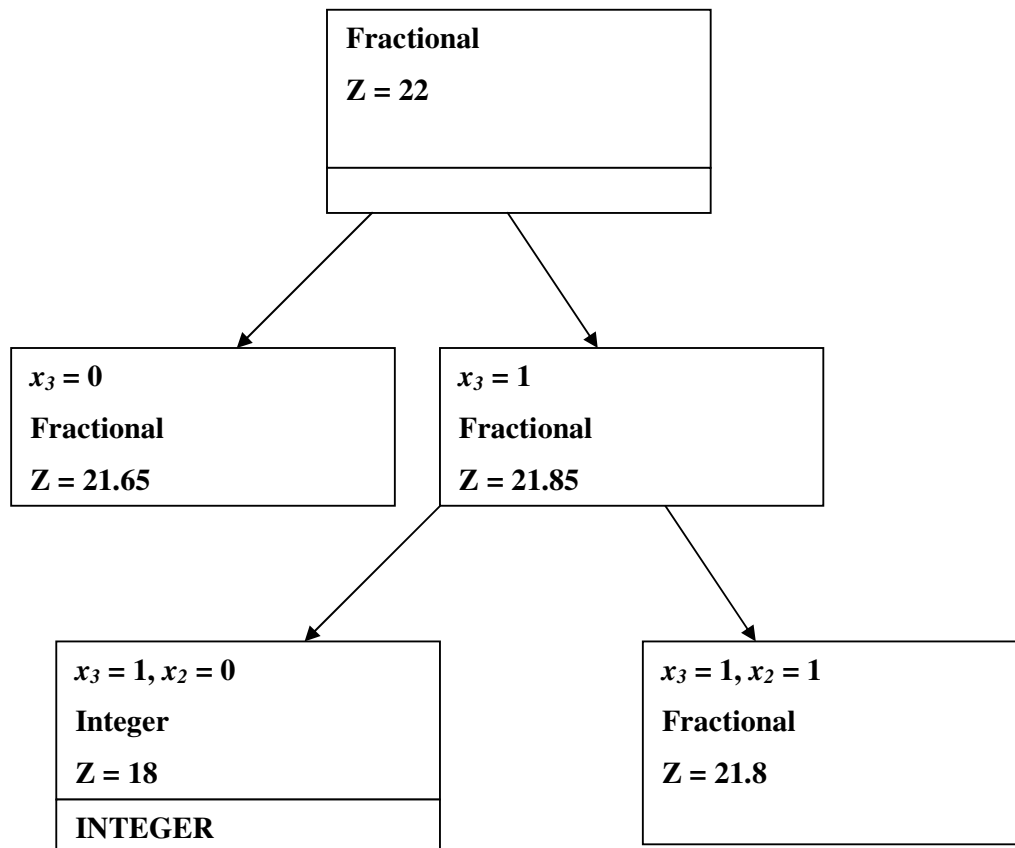 Fractional
Z = 22
x₃ = 0
Fractional
Z = 21.65
x₃ = 1
Fractional
Z = 21.85
x₃ = 1, x₂ = 0
Integer
Z = 18
INTEGER
x₃ = 1, x₂ = 1
Fractional
Z = 21.8